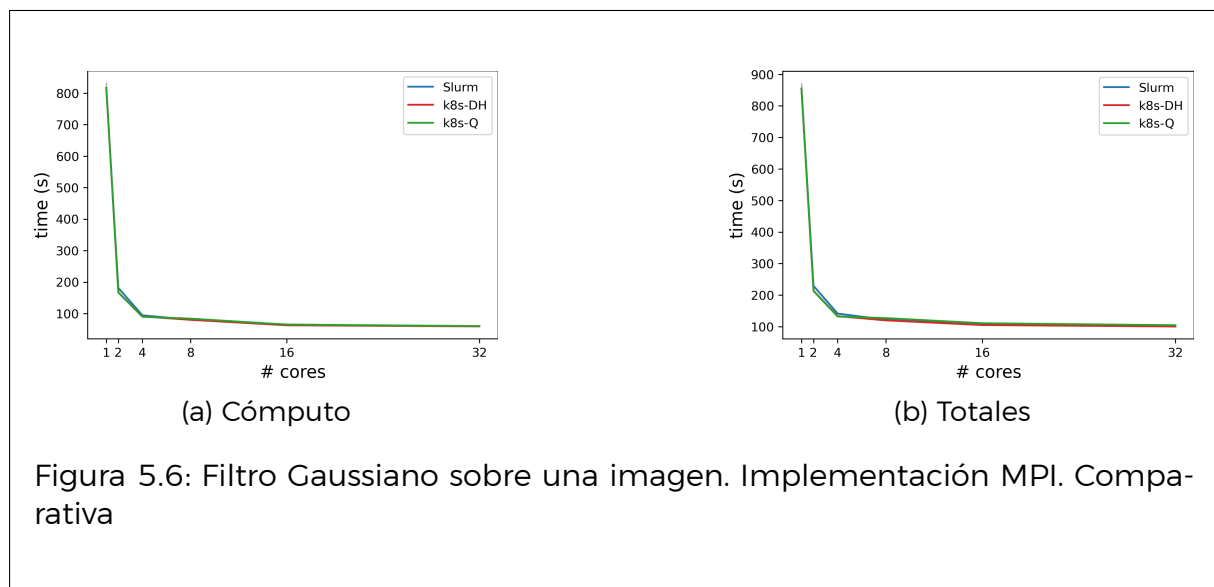 800
700
600
500
400
300
200
100
time (s)
1 2 4 8 16 32
# cores
Slurm
k8s-DH
k8s-Q
(a) Cómputo
900
800
700
600
500
400
300
200
100
time (s)
1 2 4 8 16 32
# cores
Slurm
k8s-DH
k8s-Q
(b) Totales
Figura 5.6: Filtro Gaussiano sobre una imagen. Implementación MPI. Compa-
rativa